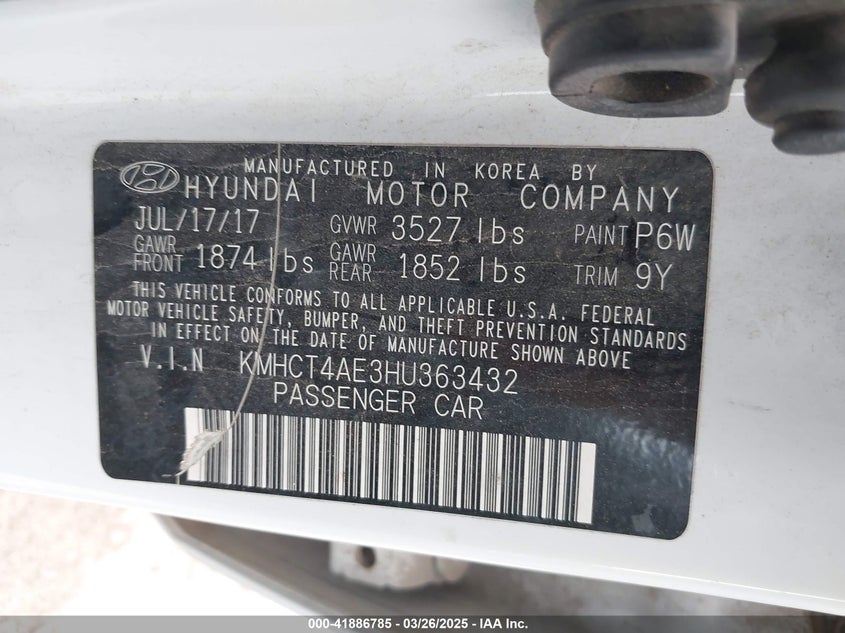 MANUFACTURED IN KOREA BY
HYUNDAI MOTOR COMPANY
JUL/17/17 GVWR 3527 lbs PAINT P6W
GAWR FRONT 1874 lbs GAWR REAR 1852 lbs TRIM 9Y
THIS VEHICLE CONFORMS TO ALL APPLICABLE U.S.A. FEDERAL
MOTOR VEHICLE SAFETY, BUMPER, AND THEFT PREVENTION STANDARDS
IN EFFECT ON THE DATE OF MANUFACTURE SHOWN ABOVE
V.I.N KMHCT4AE3HU363432
PASSENGER CAR
000-41886785 - 03/26/2025 - IAA, Inc.